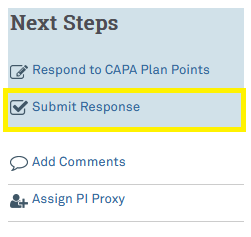 Next Steps
Respond to CAPA Plan Points
Submit Response
Add Comments
Assign PI Proxy